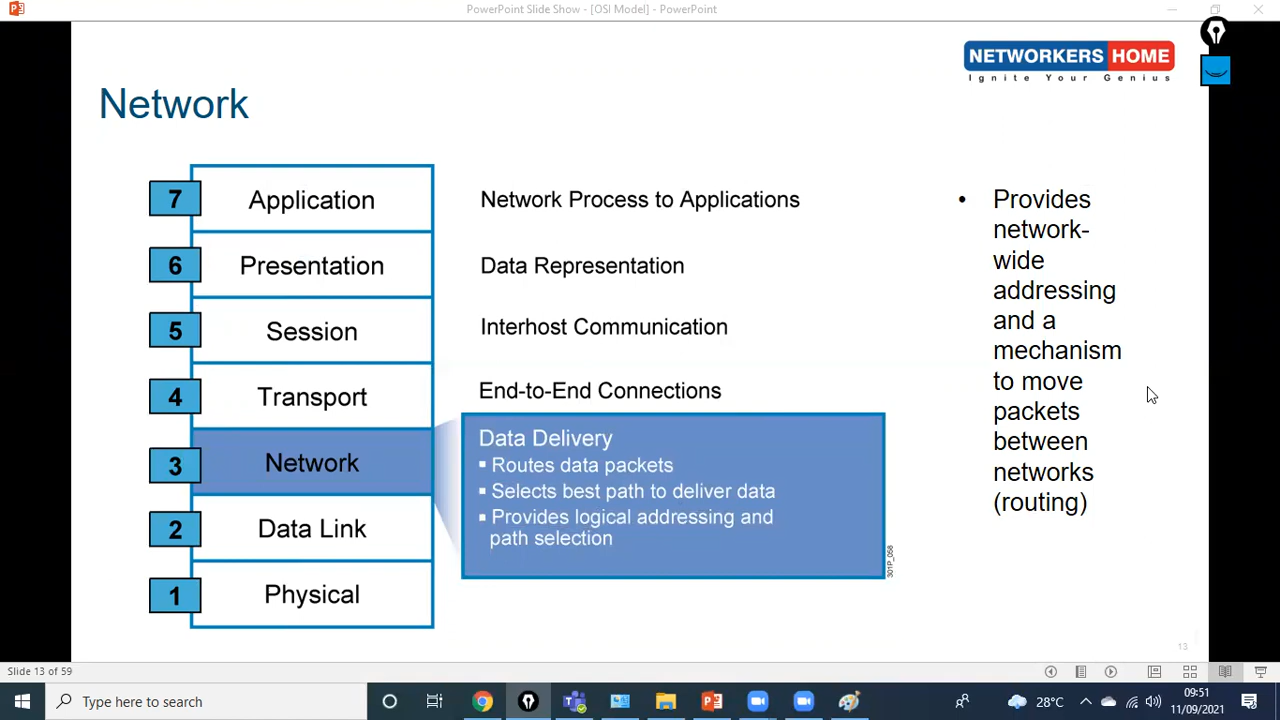 PowerPoint Slide Show - [OSI Model] - PowerPoint
NETWORKERS HOME
Ignite Your Genius
Network
7 Application Network Process to Applications
6 Presentation Data Representation
5 Session Interhost Communication
4 Transport End-to-End Connections
3 Network
Data Delivery
▪ Routes data packets
▪ Selects best path to deliver data
▪ Provides logical addressing and
path selection
2 Data Link
1 Physical
301P_058
• Provides
network-
wide
addressing
and a
mechanism
to move
packets
between
networks
(routing)
13
Slide 13 of 59
Type here to search
28°C
09:51
11/09/2021